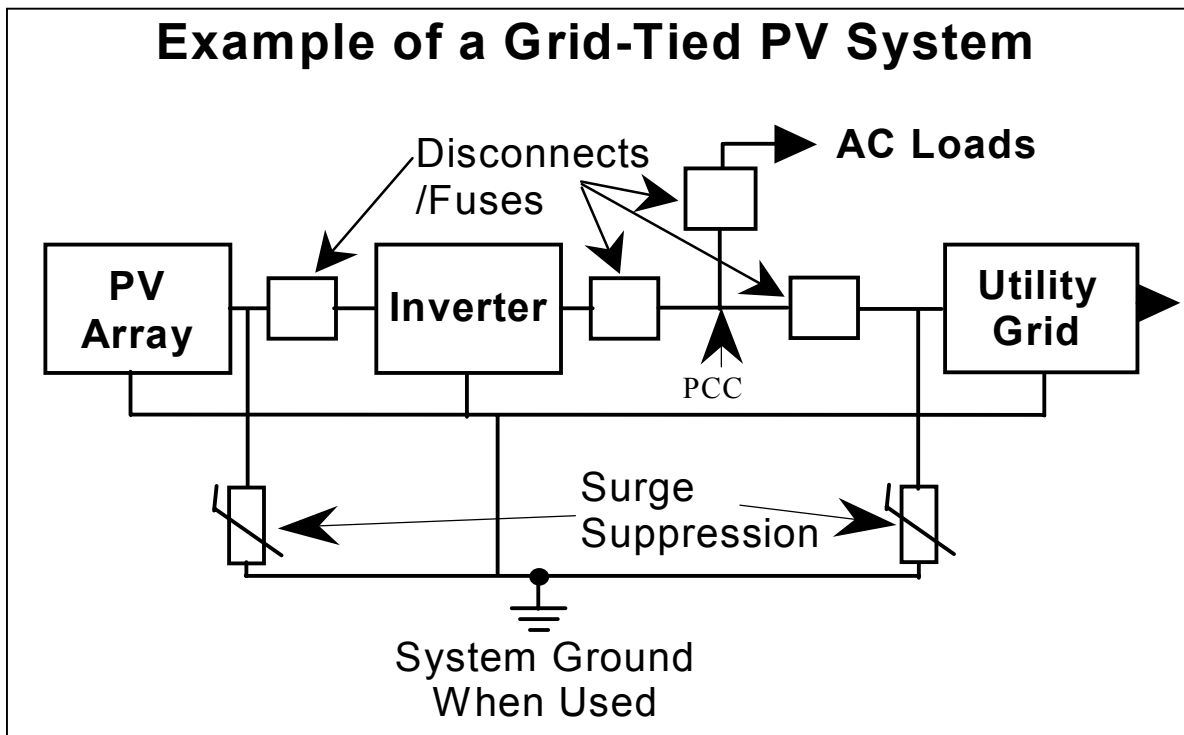 Example of a Grid-Tied PV System
AC Loads
Disconnects
/Fuses
PV
Array
Inverter
Utility
Grid
PCC
Surge
Suppression
System Ground
When Used